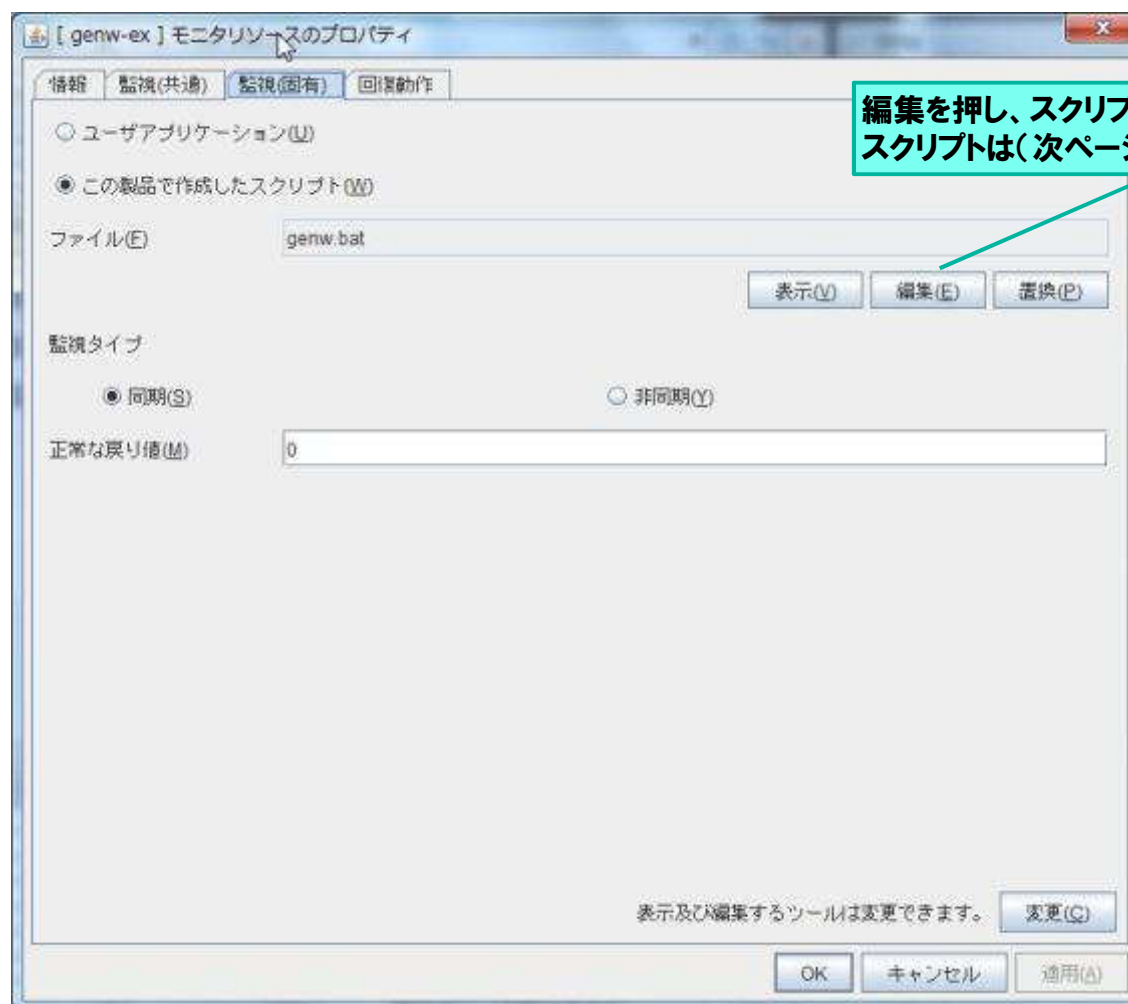 [ genw-ex ] モニタリソースのプロパティ
情報 監視(共通) 監視(固有) 回復動作
編集を押し、スクリプ
スクリプトは(次ペー
ユーザアプリケーション(U)
この製品で作成したスクリプト(W)
ファイル(F) genw.bat
表示(V) 編集(E) 置換(P)
監視タイプ
同期(S) 非同期(Y)
正常な戻り値(M) 0
表示及び編集するツールは変更できます。 変更(C)
OK キャンセル 適用(A)